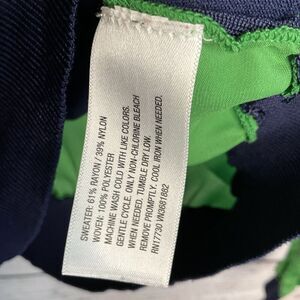 SWEATER: 61% RAYON / 39% NYLON
WOVEN: 100% POLYESTER
MACHINE WASH COLD WITH LIKE COLORS.
GENTLE CYCLE. ONLY NON-CHLORINE BLEACH
WHEN NEEDED. TUMBLE DRY LOW.
REMOVE PROMPTLY. COOL IRON WHEN NEEDED.
RN17730 VN3681862